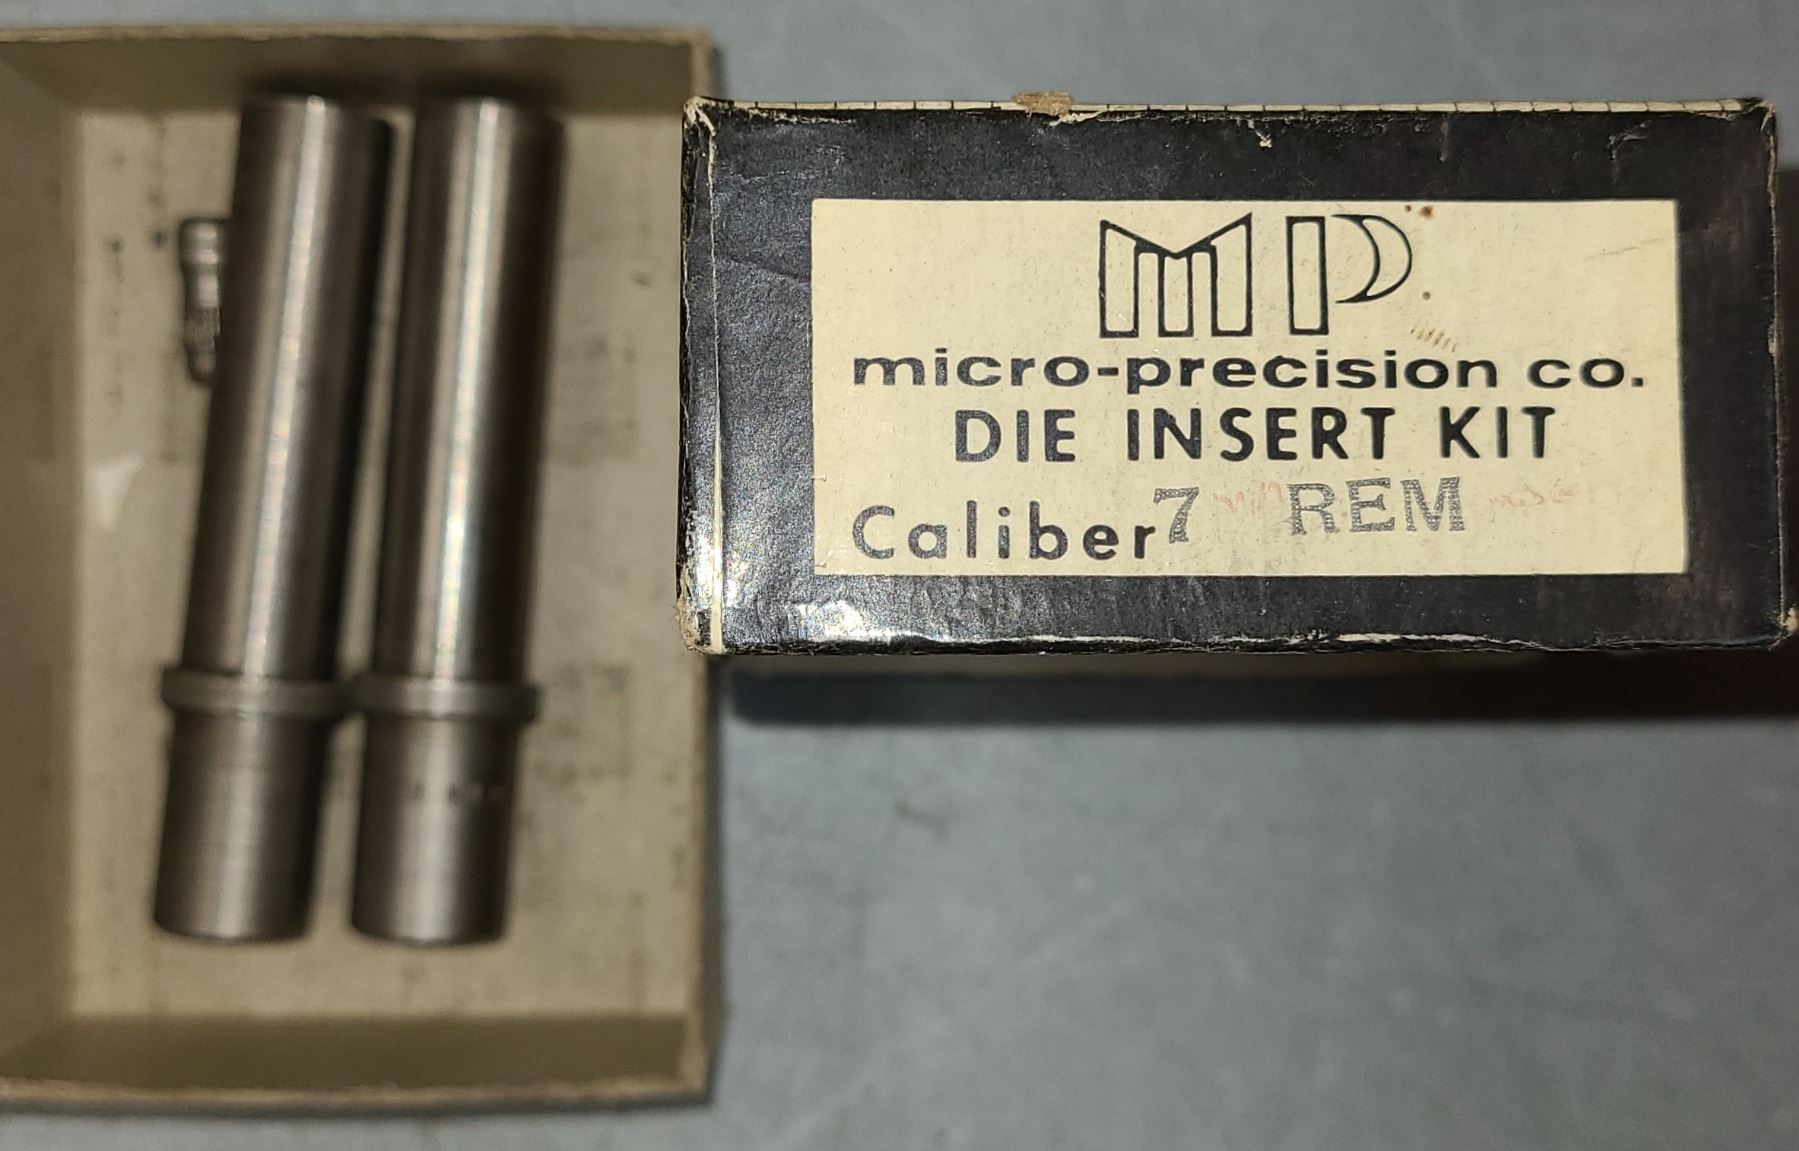 MP
micro-precision co.
DIE INSERT KIT
Caliber 7 REM